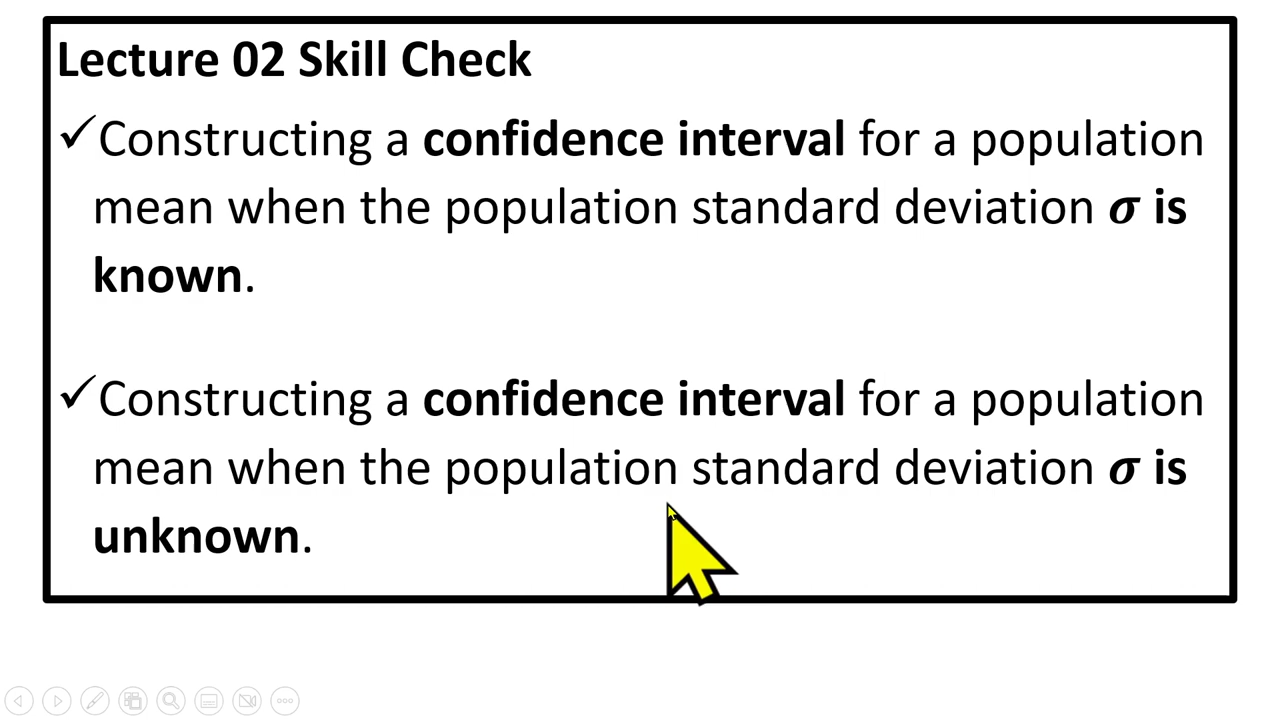 Lecture 02 Skill Check
✓Constructing a confidence interval for a population
mean when the population standard deviation σ is
known.
✓Constructing a confidence interval for a population
mean when the population standard deviation σ is
unknown.